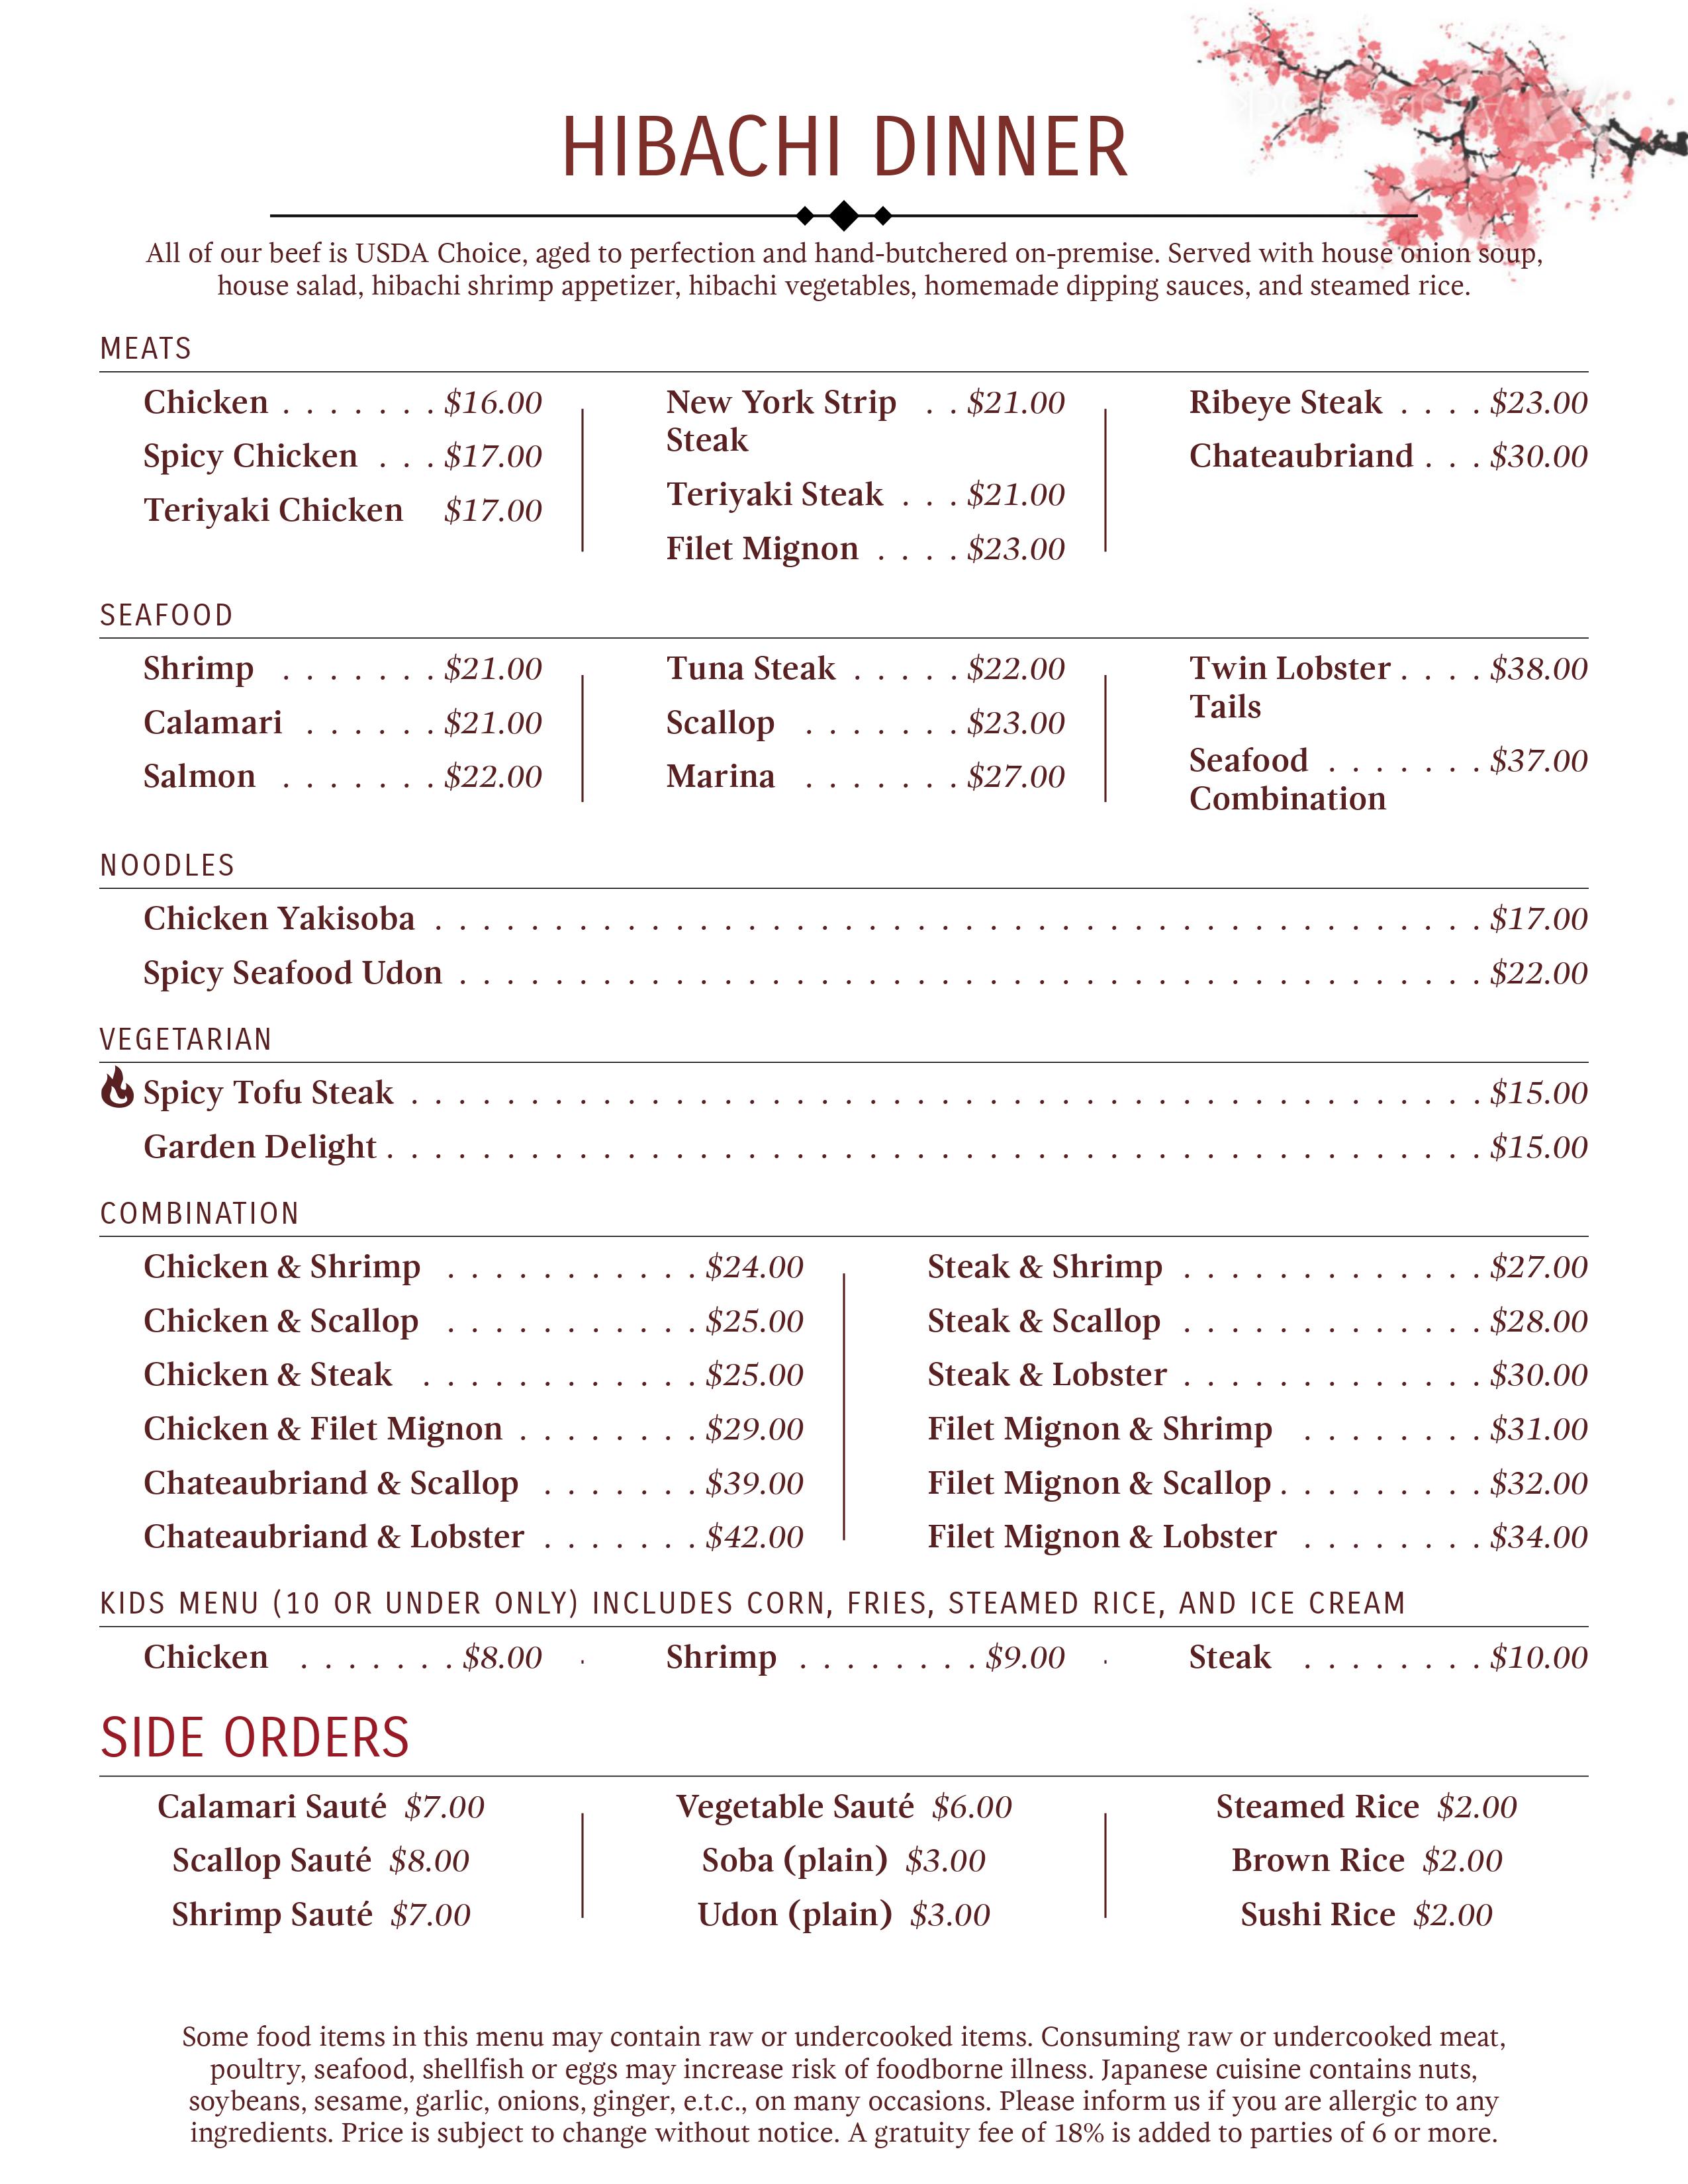 HIBACHI DINNER
All of our beef is USDA Choice, aged to perfection and hand-butchered on-premise. Served with house onion soup,
house salad, hibachi shrimp appetizer, hibachi vegetables, homemade dipping sauces, and steamed rice.
MEATS
Chicken . . . . . . . $16.00
Spicy Chicken . . . $17.00
Teriyaki Chicken $17.00
New York Strip . . $21.00
Steak
Teriyaki Steak . . . $21.00
Filet Mignon . . . . $23.00
Ribeye Steak . . . . $23.00
Chateaubriand . . . $30.00
SEAFOOD
Shrimp . . . . . . . $21.00
Calamari . . . . . . $21.00
Salmon . . . . . . . $22.00
Tuna Steak . . . . . $22.00
Scallop . . . . . . . $23.00
Marina . . . . . . . $27.00
Twin Lobster . . . . $38.00
Tails
Seafood . . . . . . . $37.00
Combination
NOODLES
Chicken Yakisoba . . . . . . . . . . . . . . . . . . . . . . . . . . . . . . . . . . . . . . . . . . . . $17.00
Spicy Seafood Udon . . . . . . . . . . . . . . . . . . . . . . . . . . . . . . . . . . . . . . . . . . . $22.00
VEGETARIAN
Spicy Tofu Steak . . . . . . . . . . . . . . . . . . . . . . . . . . . . . . . . . . . . . . . . . . . . . $15.00
Garden Delight . . . . . . . . . . . . . . . . . . . . . . . . . . . . . . . . . . . . . . . . . . . . . . $15.00
COMBINATION
Chicken & Shrimp . . . . . . . . . . . $24.00
Chicken & Scallop . . . . . . . . . . . $25.00
Chicken & Steak . . . . . . . . . . . . $25.00
Chicken & Filet Mignon . . . . . . . . $29.00
Chateaubriand & Scallop . . . . . . . $39.00
Chateaubriand & Lobster . . . . . . . $42.00
Steak & Shrimp . . . . . . . . . . . . . $27.00
Steak & Scallop . . . . . . . . . . . . . $28.00
Steak & Lobster . . . . . . . . . . . . . $30.00
Filet Mignon & Shrimp . . . . . . . . $31.00
Filet Mignon & Scallop . . . . . . . . . $32.00
Filet Mignon & Lobster . . . . . . . . $34.00
KIDS MENU (10 OR UNDER ONLY) INCLUDES CORN, FRIES, STEAMED RICE, AND ICE CREAM
Chicken . . . . . . . $8.00
Shrimp . . . . . . . . $9.00
Steak . . . . . . . . $10.00
SIDE ORDERS
Calamari Sauté $7.00
Scallop Sauté $8.00
Shrimp Sauté $7.00
Vegetable Sauté $6.00
Soba (plain) $3.00
Udon (plain) $3.00
Steamed Rice $2.00
Brown Rice $2.00
Sushi Rice $2.00
Some food items in this menu may contain raw or undercooked items. Consuming raw or undercooked meat,
poultry, seafood, shellfish or eggs may increase risk of foodborne illness. Japanese cuisine contains nuts,
soybeans, sesame, garlic, onions, ginger, e.t.c., on many occasions. Please inform us if you are allergic to any
ingredients. Price is subject to change without notice. A gratuity fee of 18% is added to parties of 6 or more.